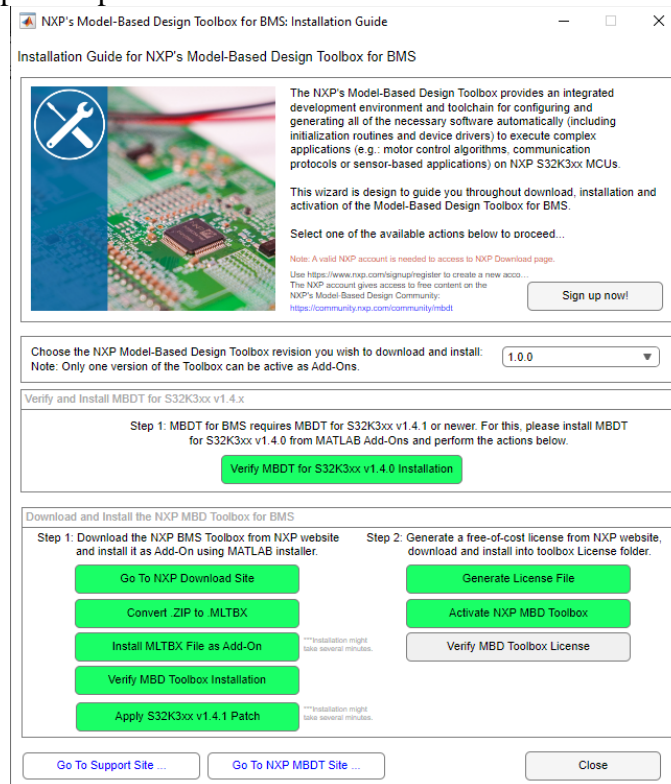 NXP's Model-Based Design Toolbox for BMS: Installation Guide
Installation Guide for NXP's Model-Based Design Toolbox for BMS
The NXP's Model-Based Design Toolbox provides an integrated
development environment and toolchain for configuring and
generating all of the necessary software automatically (including
initialization routines and device drivers) to execute complex
applications (e.g.: motor control algorithms, communication
protocols or sensor-based applications) on NXP S32K3xx MCUs.
This wizard is design to guide you throughout download, installation and
activation of the Model-Based Design Toolbox for BMS.
Select one of the available actions below to proceed...
Note: A valid NXP account is needed to access to NXP Download page.
Use https://www.nxp.com/signup/register to create a new acco...
The NXP account gives access to free content on the
NXP's Model-Based Design Community:
https://community.nxp.com/community/mbdt
Sign up now!
Choose the NXP Model-Based Design Toolbox revision you wish to download and install:
Note: Only one version of the Toolbox can be active as Add-Ons.
1.0.0
Verify and Install MBDT for S32K3xx v1.4.x
Step 1: MBDT for BMS requires MBDT for S32K3xx v1.4.1 or newer. For this, please install MBDT
for S32K3xx v1.4.0 from MATLAB Add-Ons and perform the actions below.
Verify MBDT for S32K3xx v1.4.0 Installation
Download and Install the NXP MBD Toolbox for BMS
Step 1: Download the NXP BMS Toolbox from NXP website
and install it as Add-On using MATLAB installer.
Go To NXP Download Site
Convert .ZIP to .MLTBX
Install MLTBX File as Add-On
***Installation might
take several minutes.
Verify MBD Toolbox Installation
Apply S32K3xx v1.4.1 Patch
***Installation might
take several minutes.
Step 2: Generate a free-of-cost license from NXP website,
download and install into toolbox License folder.
Generate License File
Activate NXP MBD Toolbox
Verify MBD Toolbox License
Go To Support Site ...
Go To NXP MBDT Site ...
Close